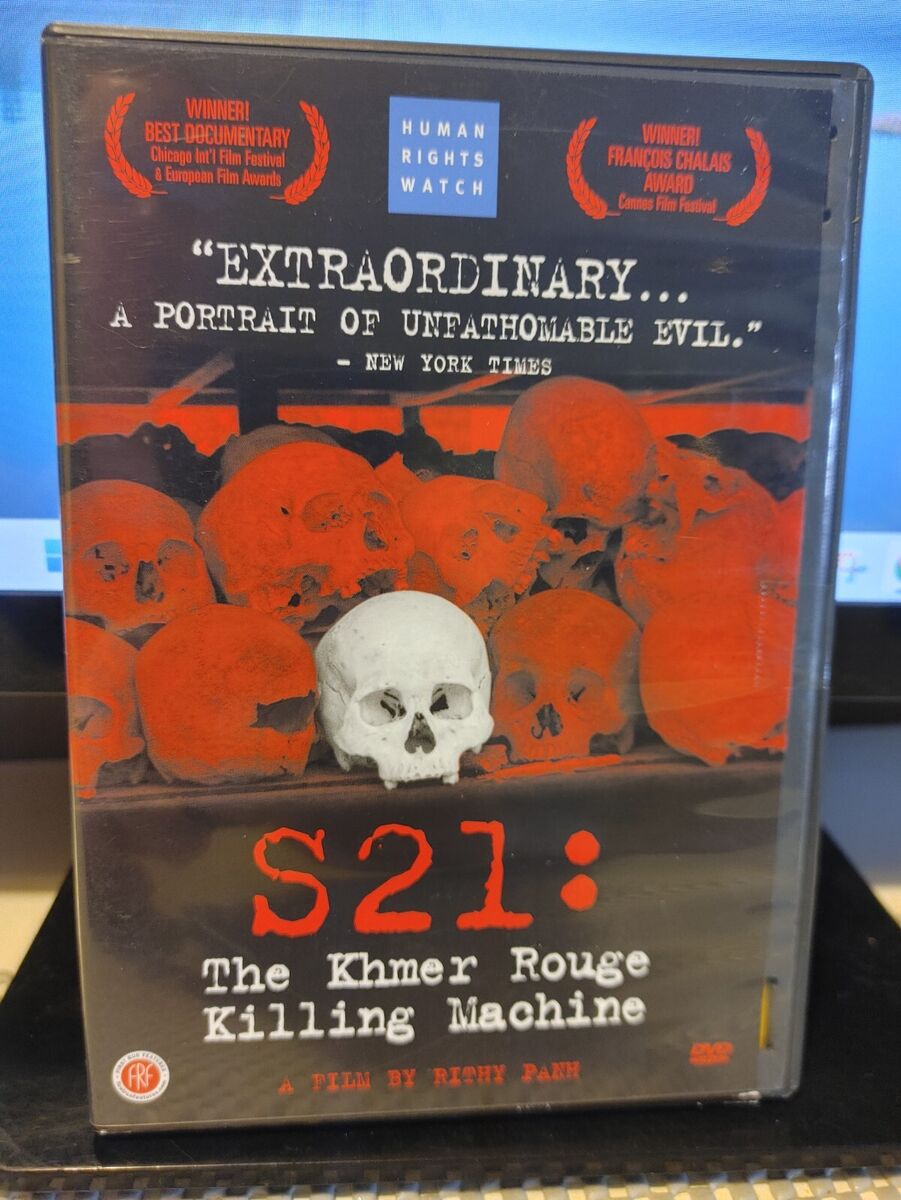 WINNER!
BEST DOCUMENTARY
Chicago Int'l Film Festival
& European Film Awards
HUMAN
RIGHTS
WATCH
WINNER!
FRANÇOIS CHALAIS
AWARD
Cannes Film Festival
“EXTRAORDINARY...
A PORTRAIT OF UNFATHOMABLE EVIL.”
– NEW YORK TIMES
S21:
The Khmer Rouge
Killing Machine
A FILM BY RITHY PANH
FRF
DVD